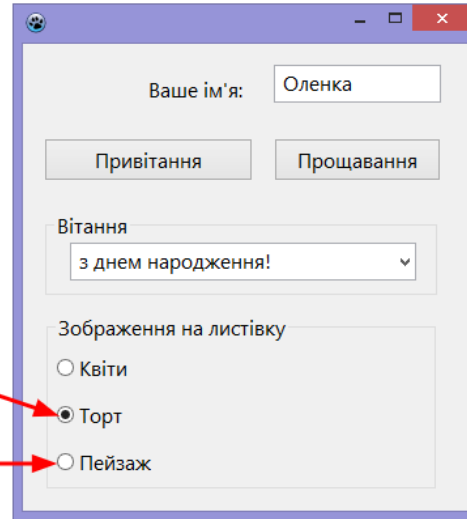 Ваше ім'я: Оленка
Привітання Прощавання
Вітання
з днем народження!
Зображення на листівку
Квіти
Торт
Пейзаж